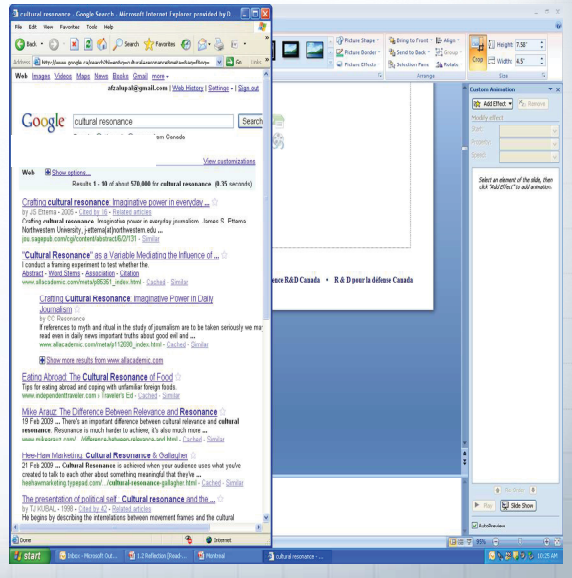 cultural resonance - Google Search - Microsoft Internet Explorer provided by D
File Edit View Favorites Tools Help
Back Search Favorites
Address Go Links
Web Images Videos Maps News Books Gmail more
afzalupal@gmail.com | Web History | Settings | Sign out
Google cultural resonance Search
View customizations
Web Show options...
Results 1 - 10 of about 570,000 for cultural resonance. (0.35 seconds)
Crafting cultural resonance: Imaginative power in everyday ...
by JS Ettema - 2005 - Cited by 16 - Related articles
Crafting cultural resonance: Imaginative power in everyday journalism. James S. Ettema
Northwestern University, j-ettema(at)northwestern.edu ...
jou.sagepub.com/cgi/content/abstract/6/2/131 - Similar
"Cultural Resonance" as a Variable Mediating the Influence of ...
I conduct a framing experiment to test whether the.
Abstract - Word Stems - Association - Citation
www.allacademic.com/meta/p86361_index.html - Cached - Similar
Crafting Cultural Resonance: Imaginative Power in Daily
Journalism
by CC Resonance
If references to myth and ritual in the study of journalism are to be taken seriously we may
read even in daily news important truths about good evil and ...
www.allacademic.com/meta/p112690_index.html - Cached - Similar
Show more results from www.allacademic.com
Eating Abroad: The Cultural Resonance of Food
Tips for eating abroad and coping with unfamiliar foreign foods.
www.independenttraveler.com › Traveler's Ed - Cached - Similar
Mike Arauz: The Difference Between Relevance and Resonance
19 Feb 2009 ... There's an important difference between cultural relevance and cultural
resonance. Resonance is much harder to achieve, it's also much more ...
www.mikearauz.com/.../difference-between-relevance-and.html - Cached - Similar
Hee-Haw Marketing: Cultural Resonance & Gallagher
21 Feb 2009 ... Cultural Resonance is achieved when your audience uses what you've
created to talk to each other about something meaningful that they've ...
heehawmarketing.typepad.com/.../cultural-resonance-gallagher.html - Cached - Similar
The presentation of political self: Cultural resonance and the ...
by TJ KUBAL - 1998 - Cited by 42 - Related articles
He begins by describing the interrelations between movement frames and the cultural
Done Internet
Picture Shape
Picture Border
Picture Effects
Bring to Front
Send to Back
Selection Pane
Align
Group
Rotate
Arrange
Crop
Height: 7.50"
Width: 4.5"
Size
Custom Animation
Add Effect Remove
Modify effect
Start:
Property:
Speed:
Select an element of the slide, then
click "Add Effect" to add animation.
ence R&D Canada • R & D pour la défense Canada
Re-Order
Play Slide Show
AutoPreview
95%
start Inbox - Microsoft Out... 1.2 Reflection [Read-... Montreal cultural resonance - ... 10:25 AM